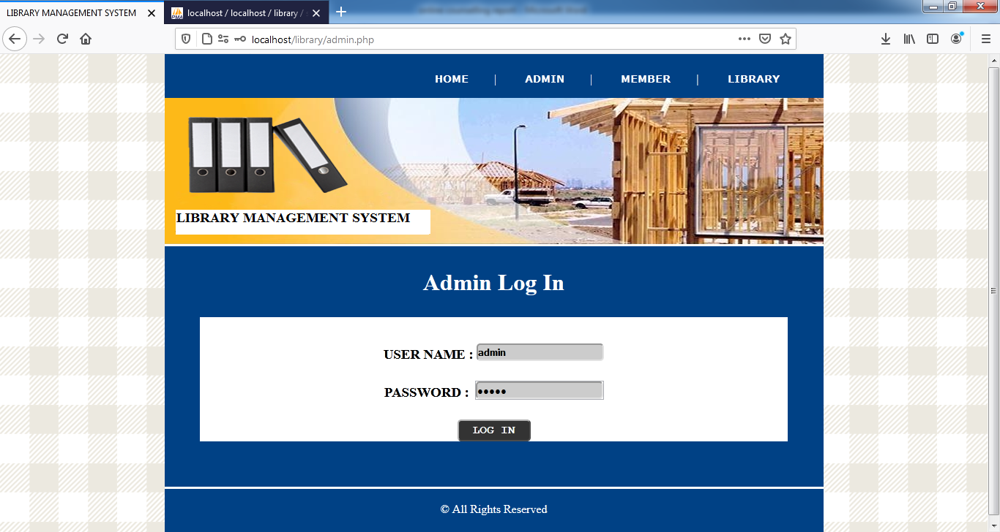 LIBRARY MANAGEMENT SYSTEM
localhost / localhost / library /
localhost/library/admin.php
HOME | ADMIN | MEMBER | LIBRARY
LIBRARY MANAGEMENT SYSTEM
Admin Log In
USER NAME : admin
PASSWORD : •••••
LOG IN
© All Rights Reserved